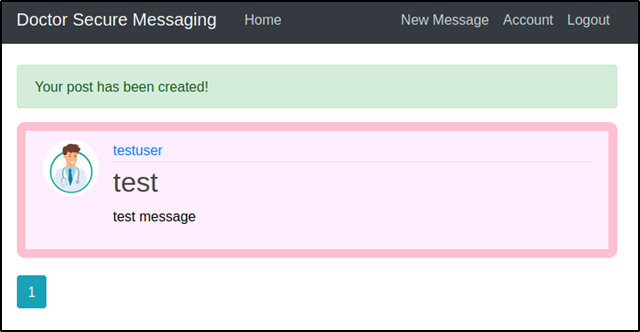 Doctor Secure Messaging Home New Message Account Logout
Your post has been created!
testuser
test
test message
1